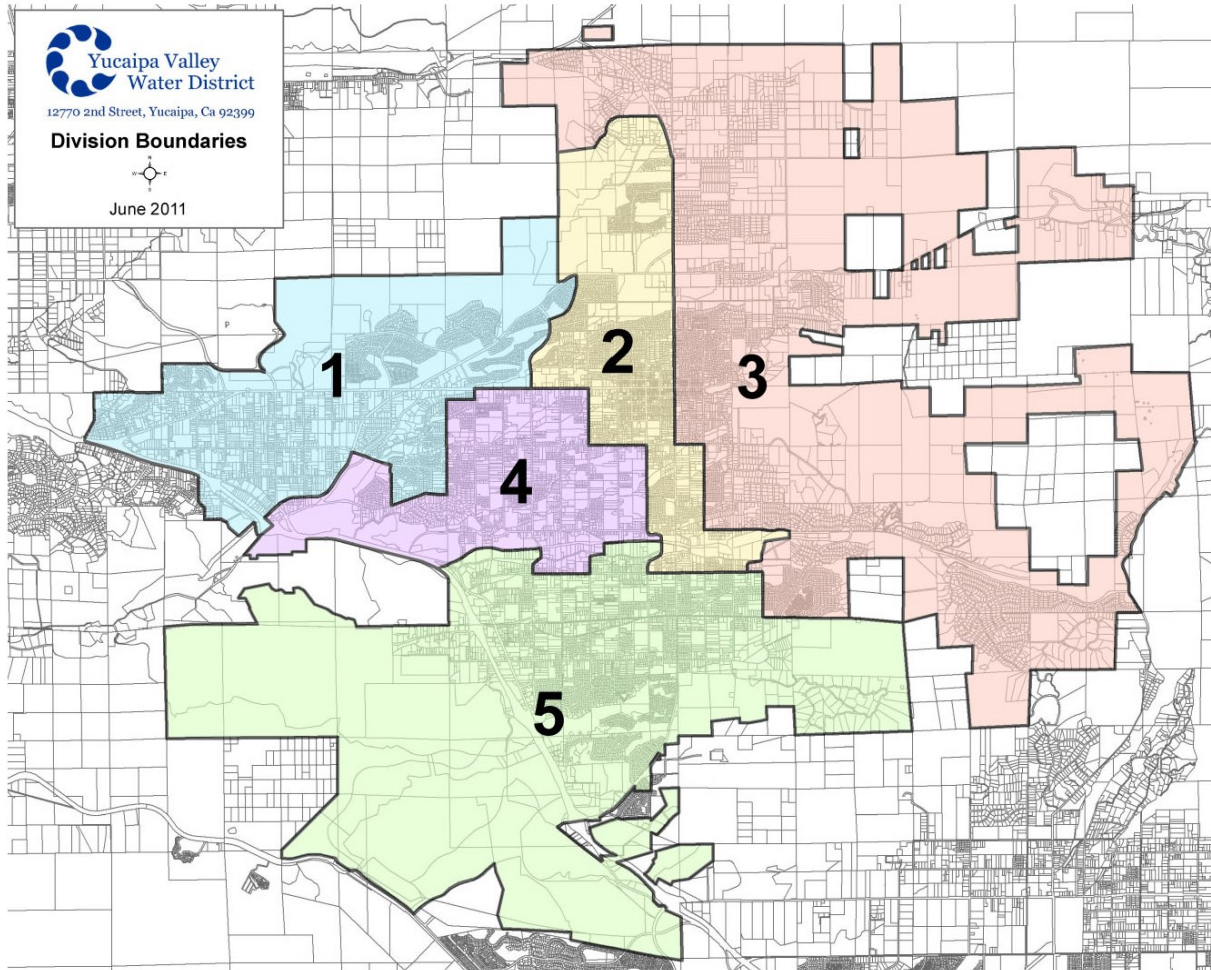 Yucaipa Valley
Water District
12770 2nd Street, Yucaipa, Ca 92399
Division Boundaries
N
W E
S
June 2011
P
1
2
3
4
5